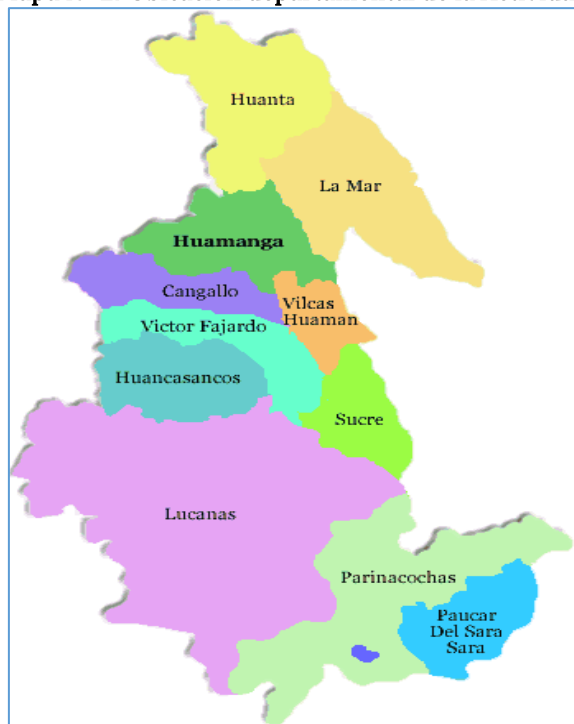 Huanta
La Mar
Huamanga
Cangallo
Vilcas
Huaman
Victor Fajardo
Huancasancos
Sucre
Lucanas
Parinacochas
Paucar
Del Sara
Sara